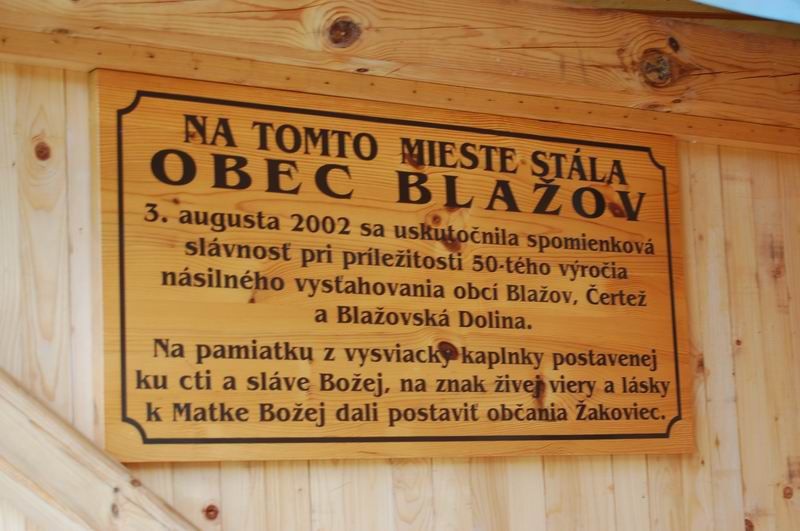 NA TOMTO MIESTE STÁLA
OBEC BLAŽOV
3. augusta 2002 sa uskutočnila spomienková
slávnosť pri príležitosti 50-tého výročia
násilného vysťahovania obcí Blažov, Čertež
a Blažovská Dolina.
Na pamiatku z vysviacky kaplnky postavenej
ku cti a sláve Božej, na znak živej viery a lásky
k Matke Božej dali postaviť občania Žakoviec.